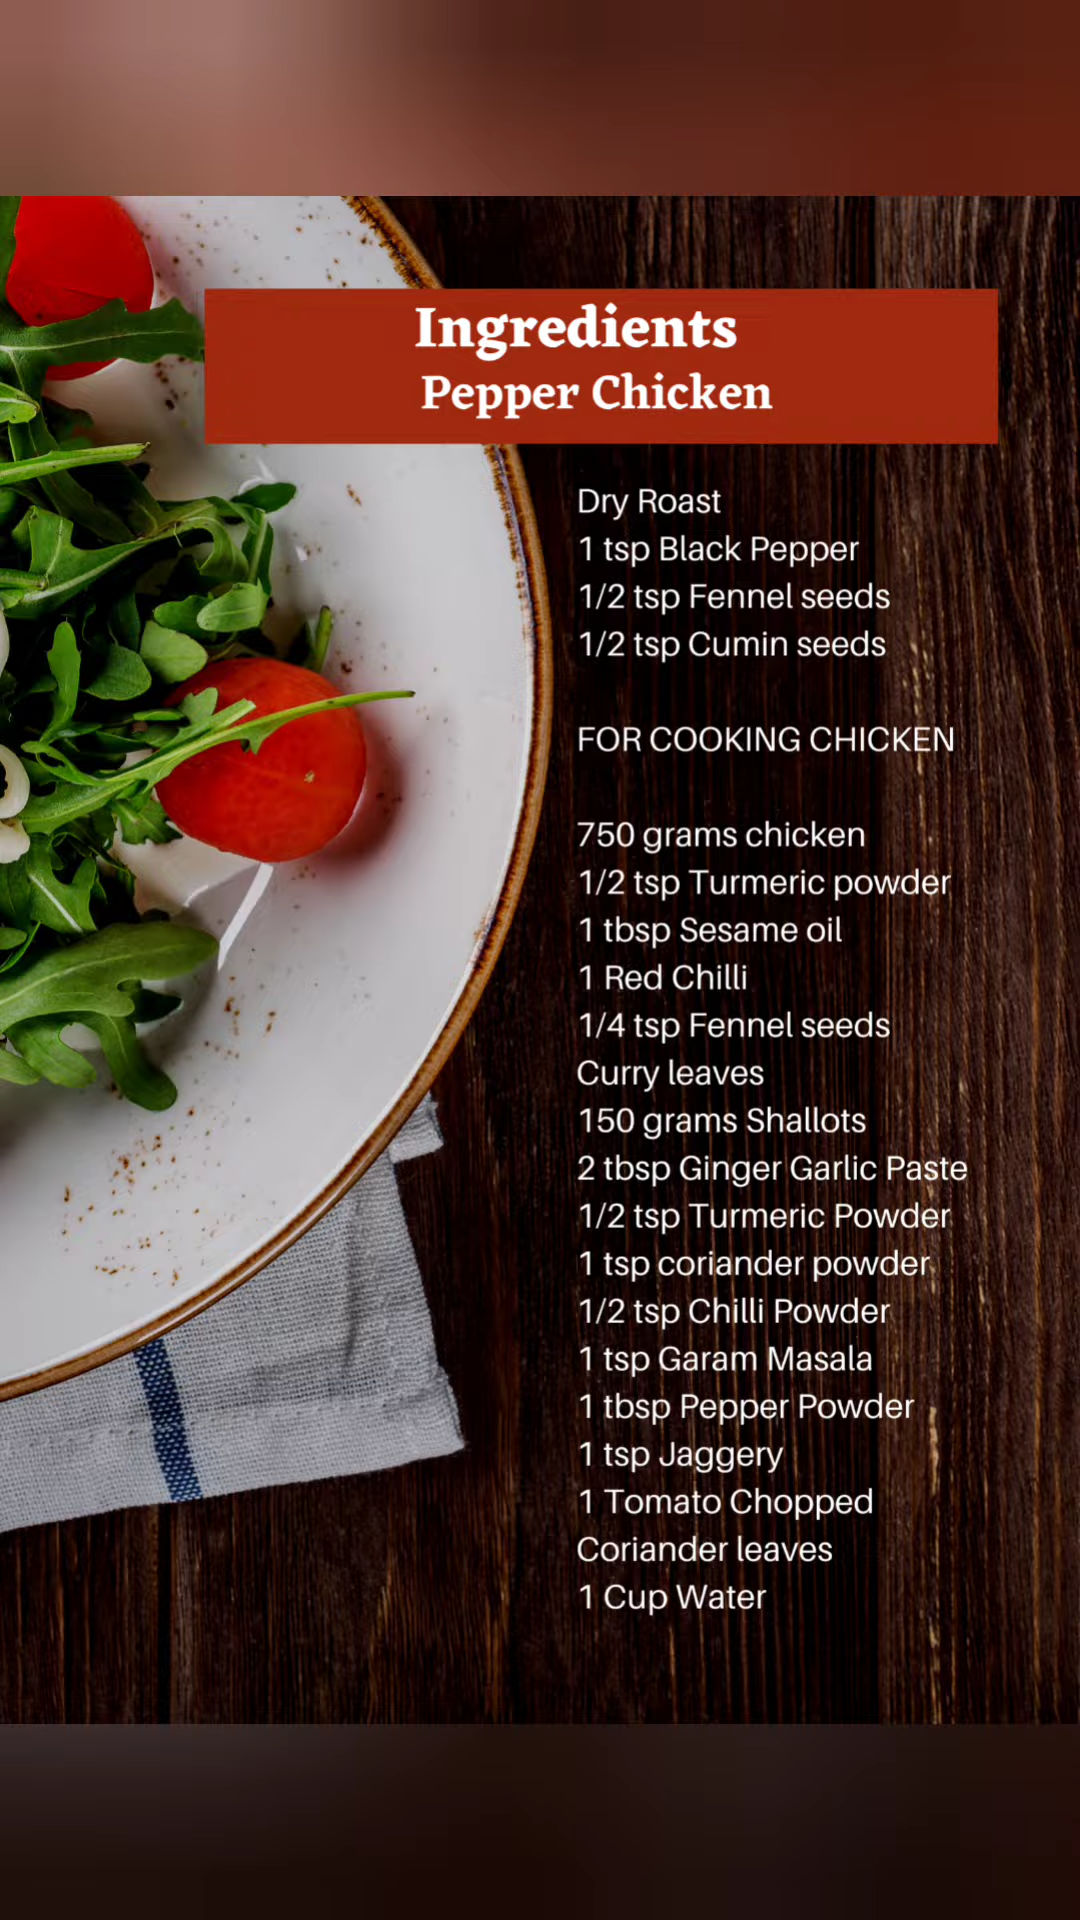 Ingredients
Pepper Chicken
Dry Roast
1 tsp Black Pepper
1/2 tsp Fennel seeds
1/2 tsp Cumin seeds
FOR COOKING CHICKEN
750 grams chicken
1/2 tsp Turmeric powder
1 tbsp Sesame oil
1 Red Chilli
1/4 tsp Fennel seeds
Curry leaves
150 grams Shallots
2 tbsp Ginger Garlic Paste
1/2 tsp Turmeric Powder
1 tsp coriander powder
1/2 tsp Chilli Powder
1 tsp Garam Masala
1 tbsp Pepper Powder
1 tsp Jaggery
1 Tomato Chopped
Coriander leaves
1 Cup Water